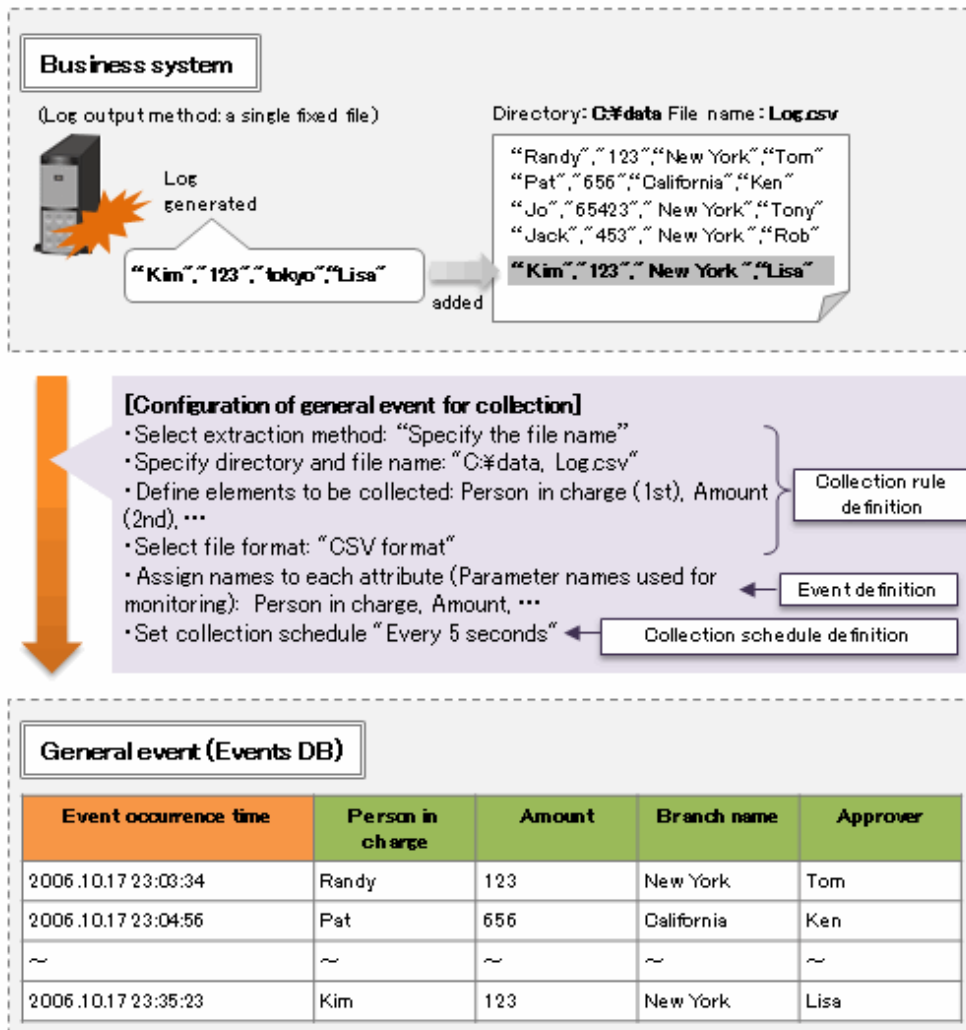 Business system
(Log output method: a single fixed file)
Directory: C:¥data File name: Log.csv
Log
generated
“Kim”,“123”,“tokyo”,“Lisa”
added
“Randy”,“123”,“New York”,“Tom”
“Pat”,“656”,“California”,“Ken”
“Jo”,“65423”,“ New York”,“Tony”
“Jack”,“453”,“ New York”,“Rob”
“Kim”,“123”,“ New York ”,“Lisa”
[Configuration of general event for collection]
・Select extraction method: “Specify the file name”
・Specify directory and file name: “C:¥data, Log.csv”
・Define elements to be collected: Person in charge (1st), Amount
(2nd), …
・Select file format: “CSV format”
Collection rule
definition
・Assign names to each attribute (Parameter names used for
monitoring): Person in charge, Amount, …
Event definition
・Set collection schedule “Every 5 seconds”
Collection schedule definition
General event (Events DB)
Event occurrence time Person in charge Amount Branch name Approver
2006.10.17 23:03:34 Randy 123 New York Tom
2006.10.17 23:04:56 Pat 656 California Ken
～ ～ ～ ～ ～
2006.10.17 23:35:23 Kim 123 New York Lisa